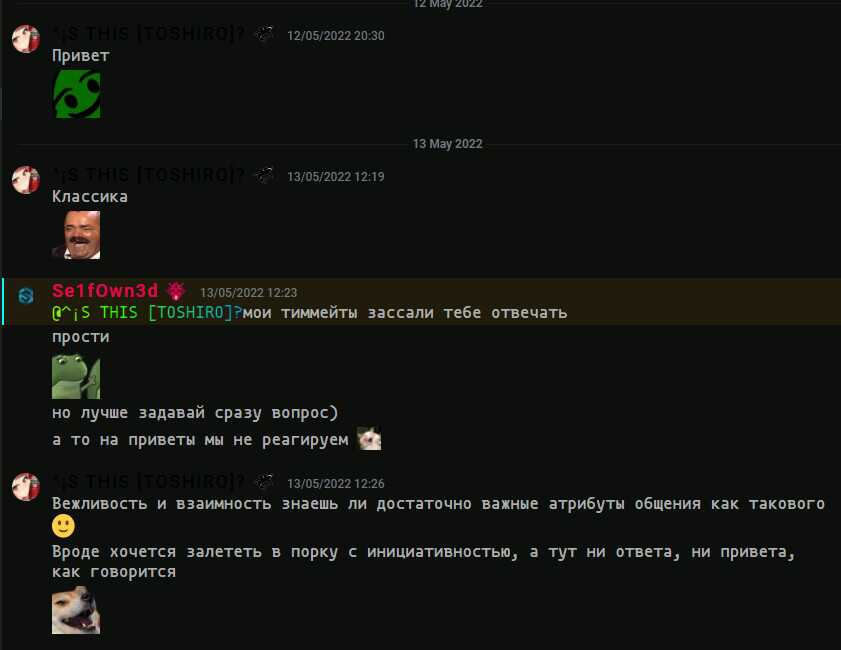 12 May 2022
^¡S THIS [TOSHIRO]? 12/05/2022 20:30
Привет
13 May 2022
^¡S THIS [TOSHIRO]? 13/05/2022 12:19
Классика
Se1fOwn3d 13/05/2022 12:23
@^¡S THIS [TOSHIRO]?мои тиммейты зассали тебе отвечать
прости
но лучше задавай сразу вопрос)
а то на приветы мы не реагируем
^¡S THIS [TOSHIRO]? 13/05/2022 12:26
Вежливость и взаимность знаешь ли достаточно важные атрибуты общения как такового
Вроде хочется залететь в порку с инициативностью, а тут ни ответа, ни привета,
как говорится